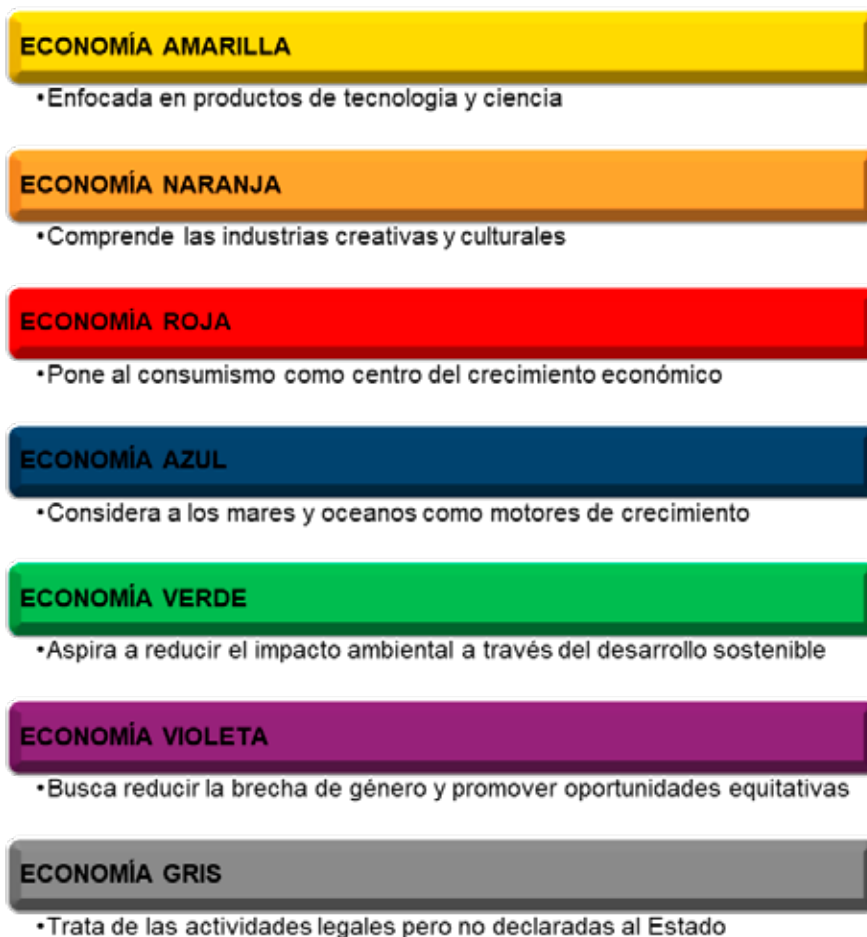 ECONOMÍA AMARILLA
•Enfocada en productos de tecnologia y ciencia
ECONOMÍA NARANJA
•Comprende las industrias creativas y culturales
ECONOMÍA ROJA
•Pone al consumismo como centro del crecimiento económico
ECONOMÍA AZUL
•Considera a los mares y oceanos como motores de crecimiento
ECONOMÍA VERDE
•Aspira a reducir el impacto ambiental a través del desarrollo sostenible
ECONOMÍA VIOLETA
•Busca reducir la brecha de género y promover oportunidades equitativas
ECONOMÍA GRIS
•Trata de las actividades legales pero no declaradas al Estado